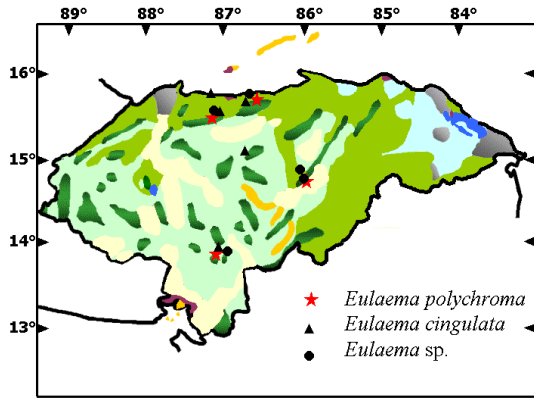 89° 88° 87° 86° 85° 84°
16°
15°
14°
13°
Eulaema polychroma
Eulaema cingulata
Eulaema sp.